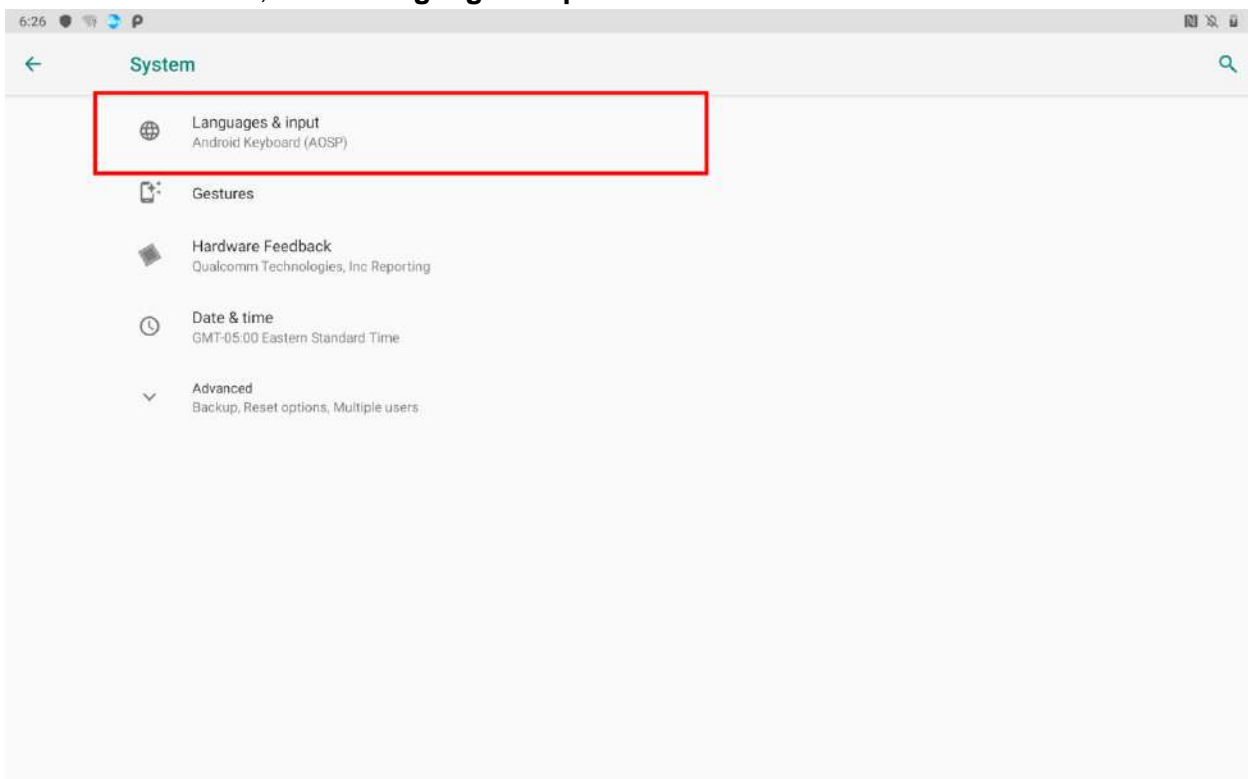 6:26
System
Languages & input
Android Keyboard (AOSP)
Gestures
Hardware Feedback
Qualcomm Technologies, Inc Reporting
Date & time
GMT-05:00 Eastern Standard Time
Advanced
Backup, Reset options, Multiple users